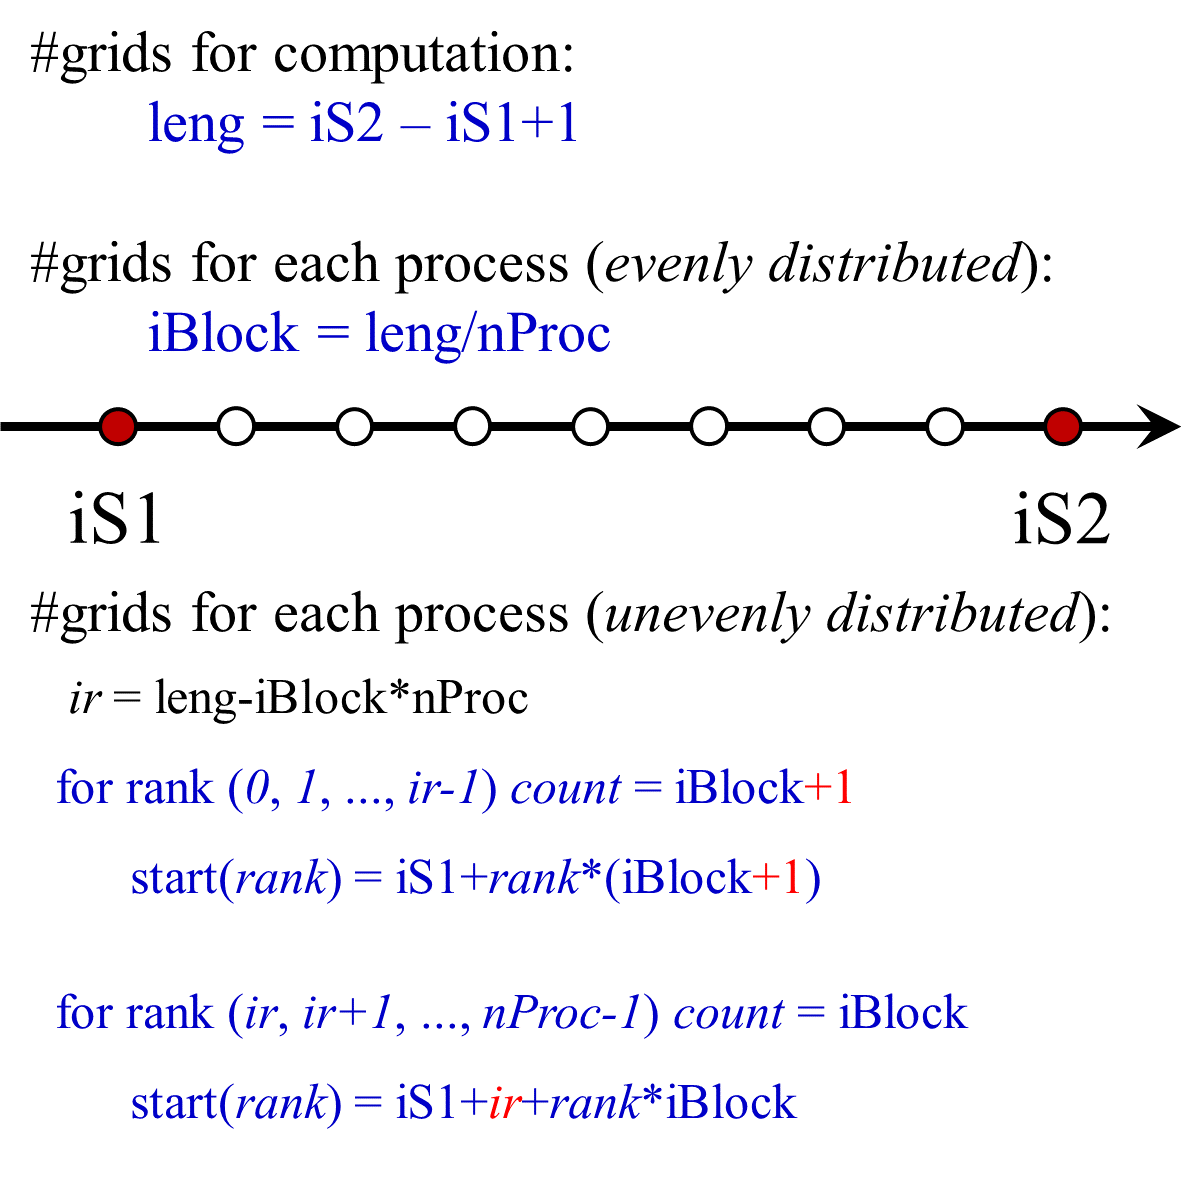 #grids for computation:
leng = iS2 – iS1+1
#grids for each process (evenly distributed):
iBlock = leng/nProc
iS1 iS2
#grids for each process (unevenly distributed):
ir = leng-iBlock*nProc
for rank (0, 1, ..., ir-1) count = iBlock+1
start(rank) = iS1+rank*(iBlock+1)
for rank (ir, ir+1, ..., nProc-1) count = iBlock
start(rank) = iS1+ir+rank*iBlock